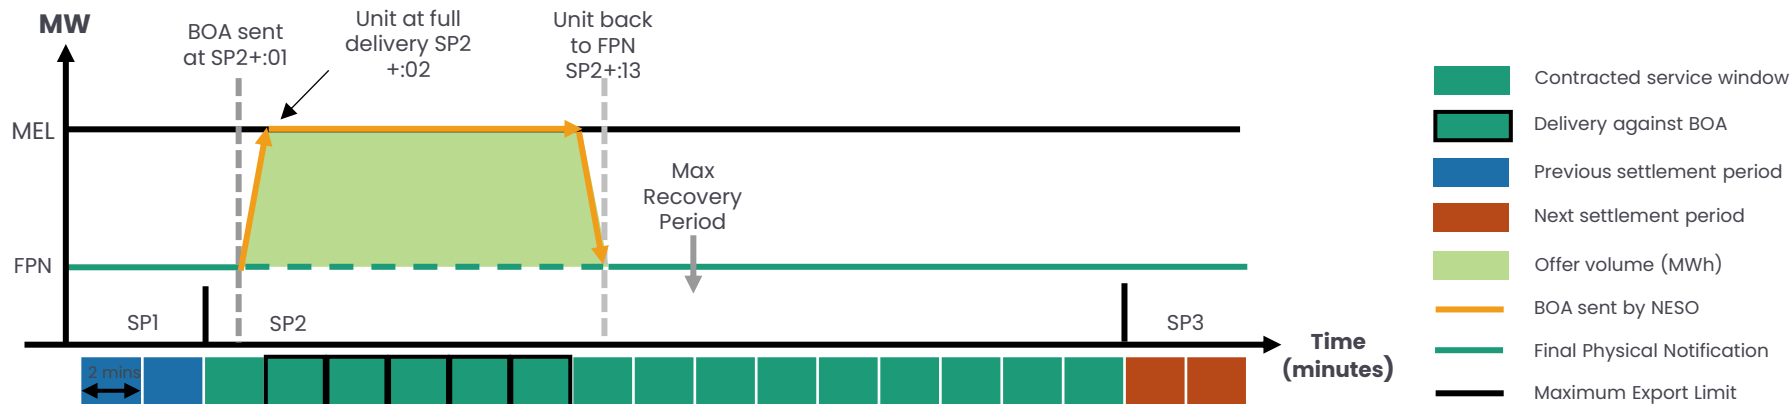 MW
BOA sent
at SP2+:01
Unit at full
delivery SP2
+:02
Unit back
to FPN
SP2+:13
MEL
Max
Recovery
Period
FPN
SP1
SP2
SP3
Time
(minutes)
2 mins
Contracted service window
Delivery against BOA
Previous settlement period
Next settlement period
Offer volume (MWh)
BOA sent by NESO
Final Physical Notification
Maximum Export Limit